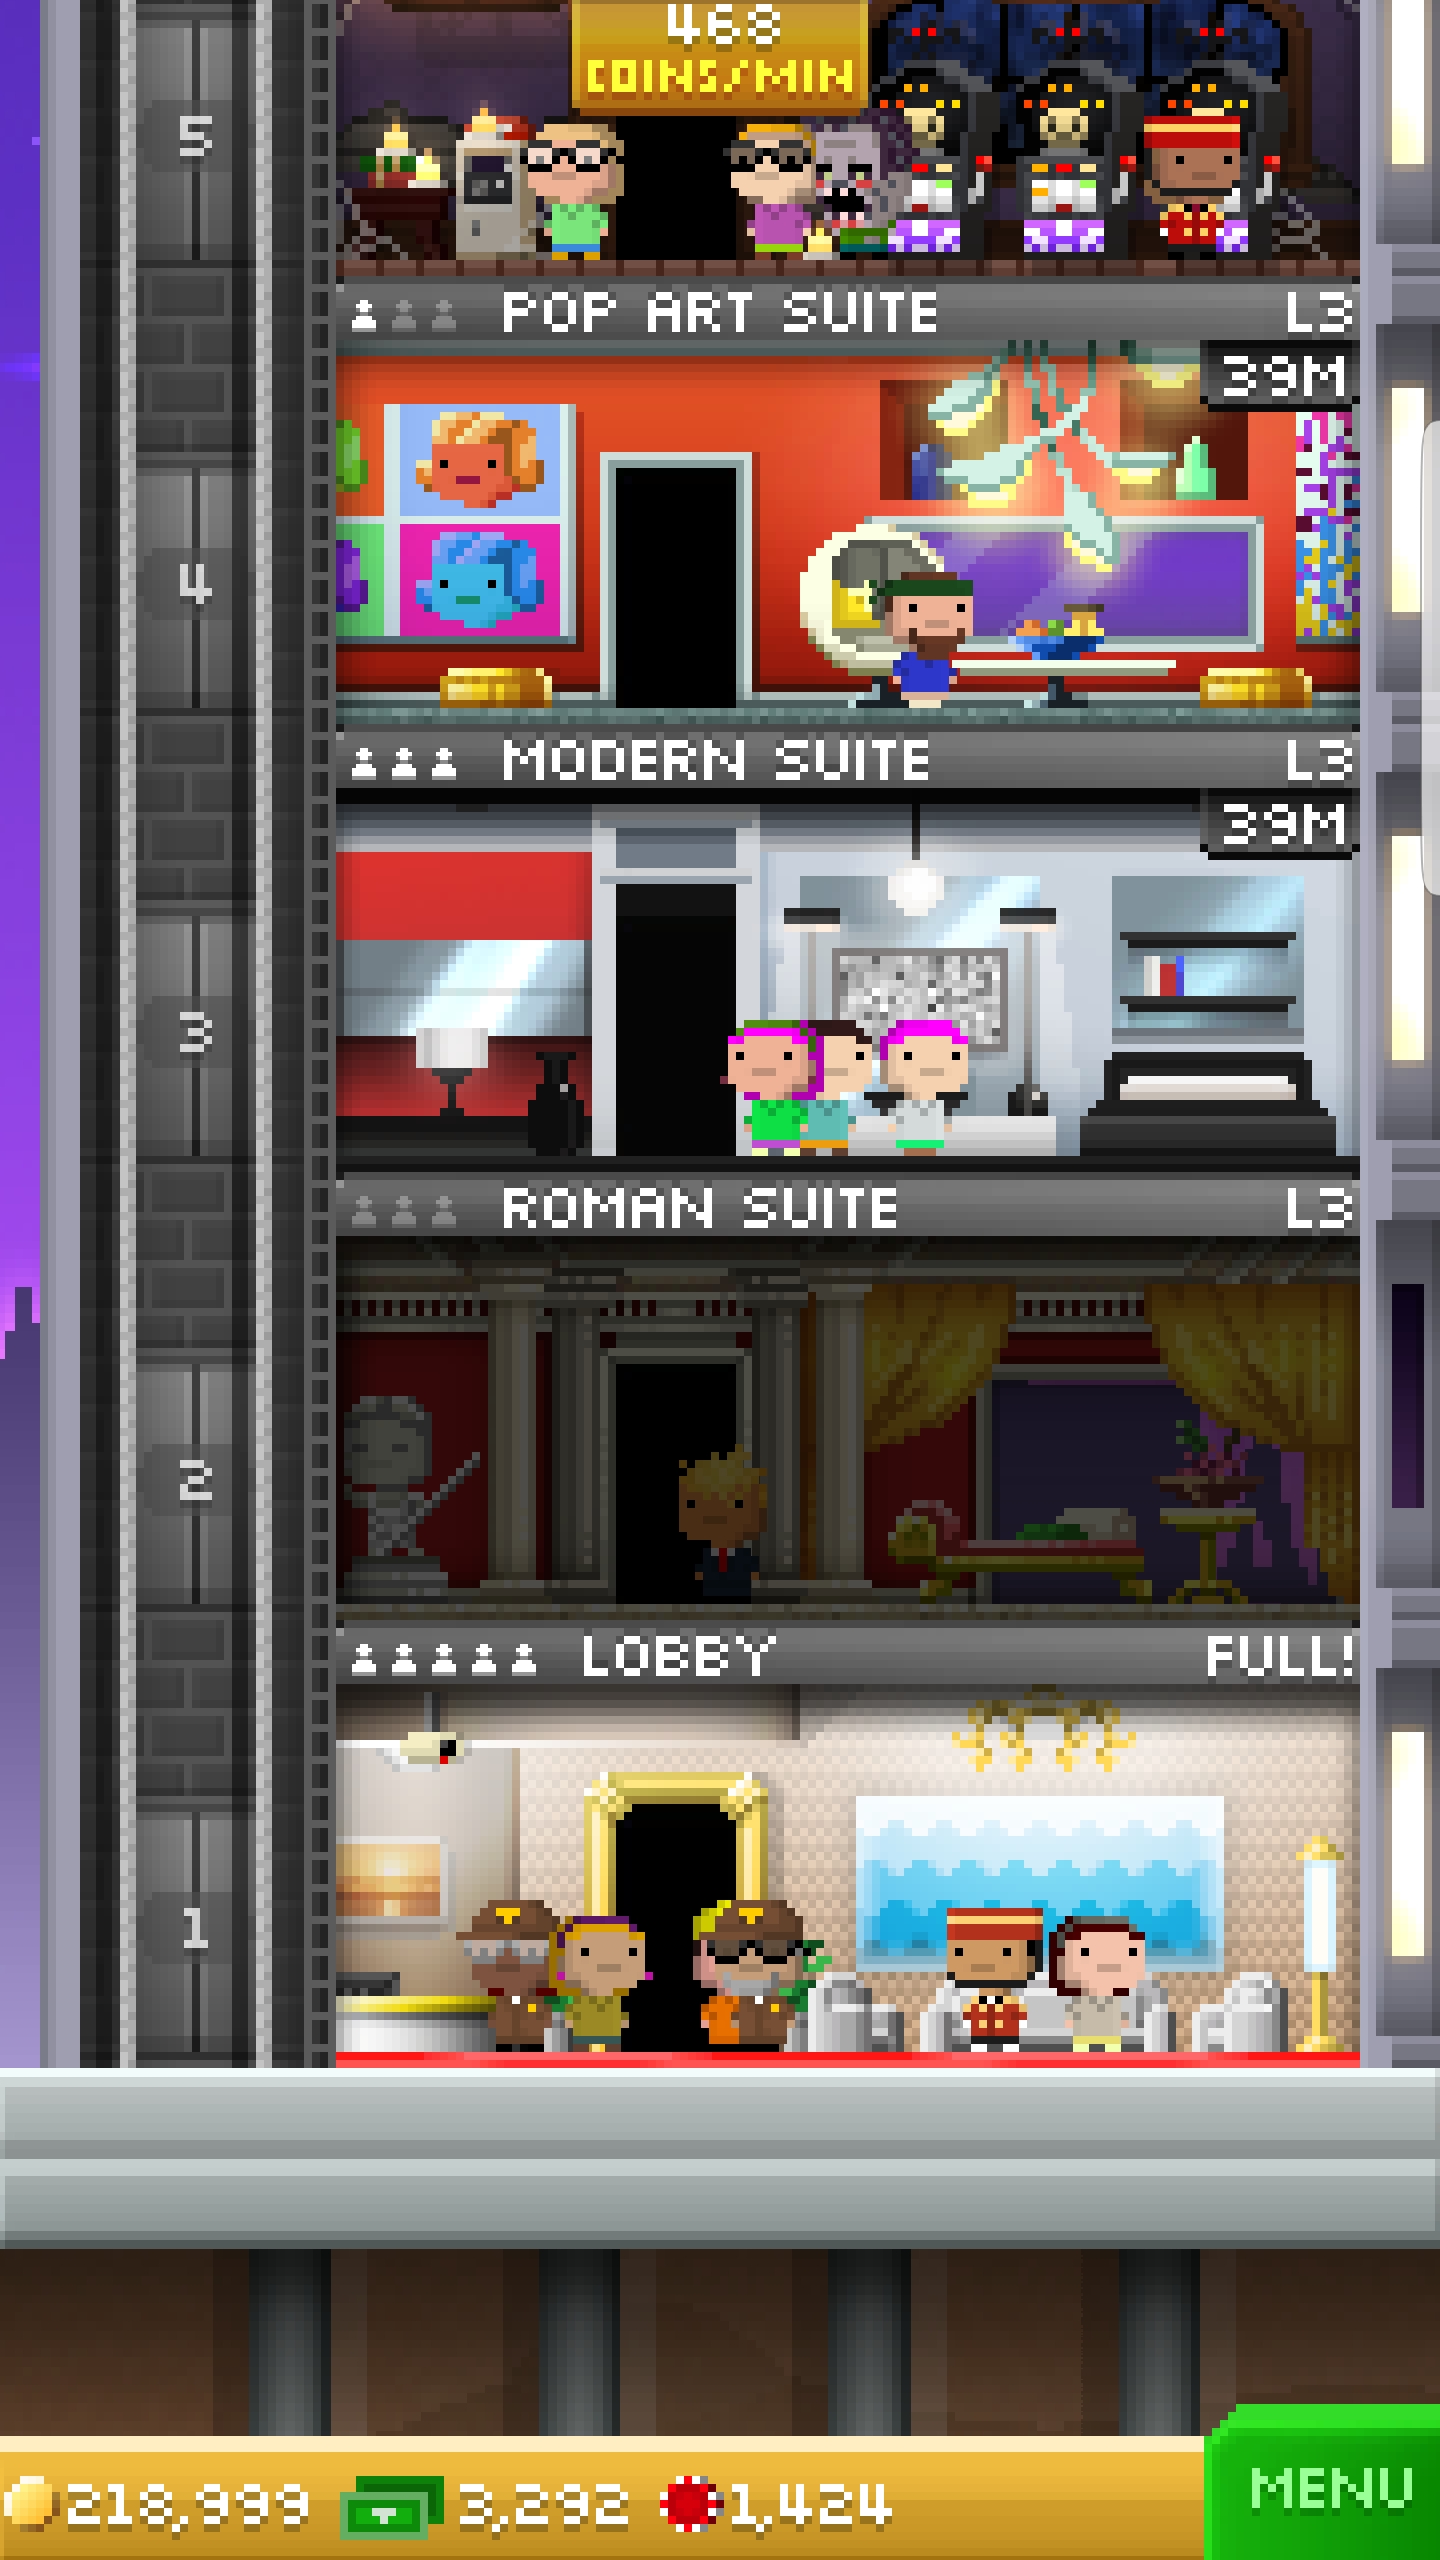 468
COINS/MIN
5
POP ART SUITE L3
39M
4
MODERN SUITE L3
39M
3
ROMAN SUITE L3
2
LOBBY FULL!
1
218,999 3,292 1,424
MENU